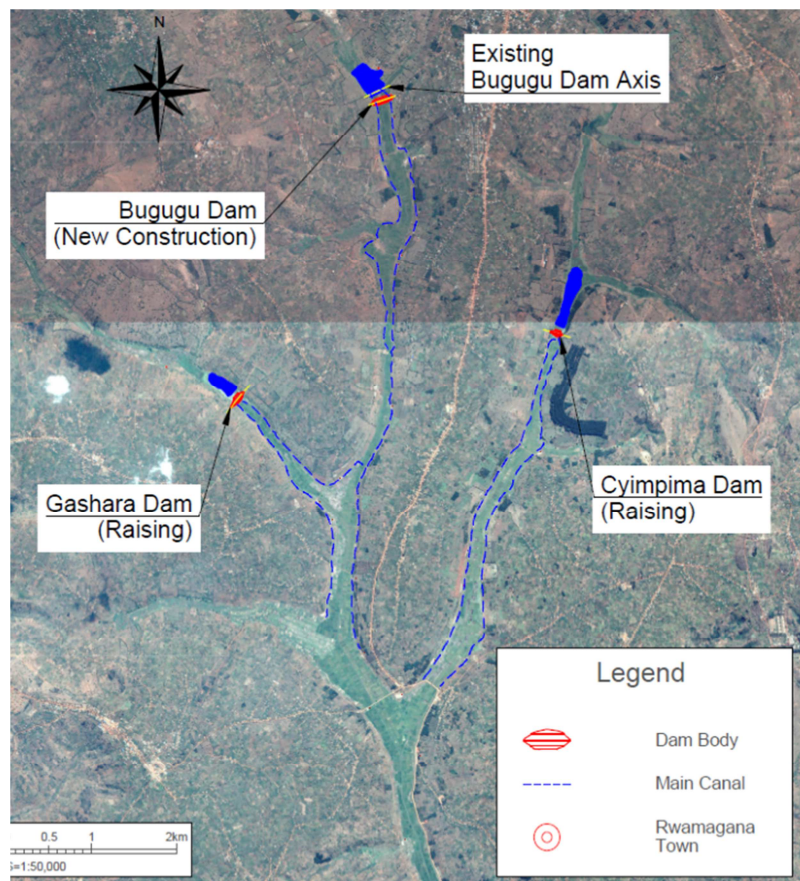 N
Existing
Bugugu Dam Axis
Bugugu Dam
(New Construction)
Gashara Dam
(Raising)
Cyimpima Dam
(Raising)
Legend
Dam Body
Main Canal
Rwamagana
Town
0.5 1 2km
S=1:50,000